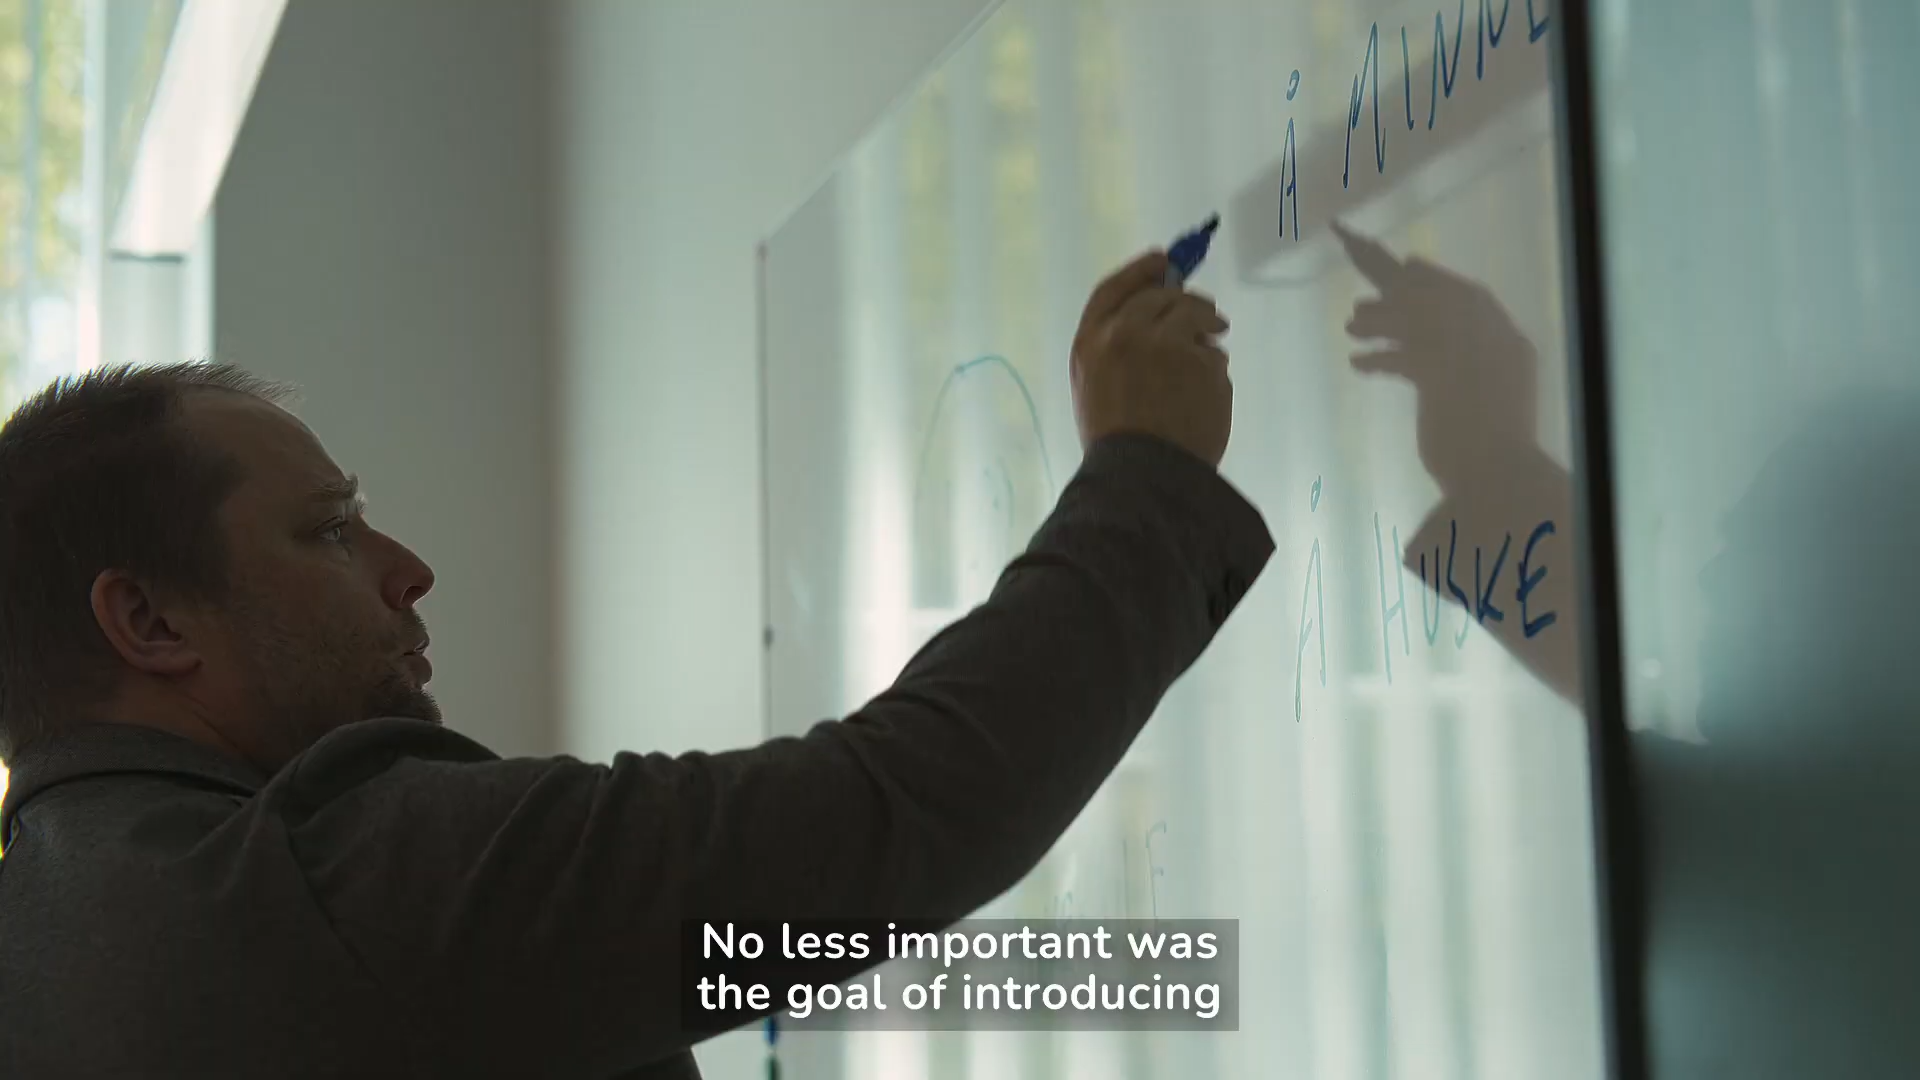 Å MINNE
Å HUSKE
No less important was
the goal of introducing